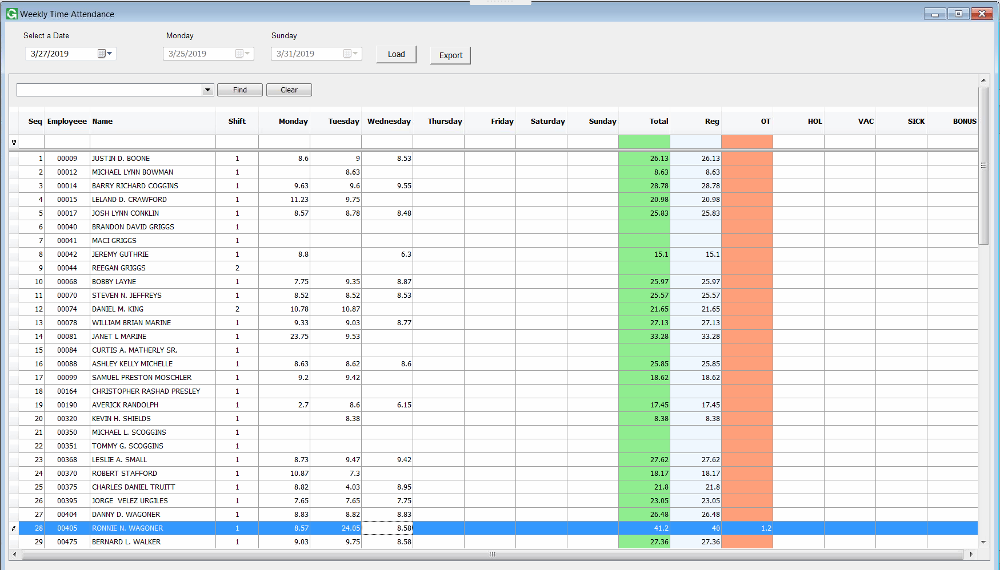 Weekly Time Attendance
Select a Date Monday Sunday
3/27/2019 3/25/2019 3/31/2019 Load Export
Find Clear
Seq Employeee Name Shift Monday Tuesday Wednesday Thursday Friday Saturday Sunday Total Reg OT HOL VAC SICK BONUS
1 00009 JUSTIN D. BOONE 1 8.6 9 8.53 26.13 26.13
2 00012 MICHAEL LYNN BOWMAN 1 8.63 8.63 8.63
3 00014 BARRY RICHARD COGGINS 1 9.63 9.6 9.55 28.78 28.78
4 00015 LELAND D. CRAWFORD 1 11.23 9.75 20.98 20.98
5 00017 JOSH LYNN CONKLIN 1 8.57 8.78 8.48 25.83 25.83
6 00040 BRANDON DAVID GRIGGS 1
7 00041 MACI GRIGGS 1
8 00042 JEREMY GUTHRIE 1 8.8 6.3 15.1 15.1
9 00044 REEGAN GRIGGS 2
10 00068 BOBBY LAYNE 1 7.75 9.35 8.87 25.97 25.97
11 00070 STEVEN N. JEFFREYS 1 8.52 8.52 8.53 25.57 25.57
12 00074 DANIEL M. KING 2 10.78 10.87 21.65 21.65
13 00078 WILLIAM BRIAN MARINE 1 9.33 9.03 8.77 27.13 27.13
14 00081 JANET L MARINE 1 23.75 9.53 33.28 33.28
15 00084 CURTIS A. MATHERLY SR. 1
16 00088 ASHLEY KELLY MICHELLE 1 8.63 8.62 8.6 25.85 25.85
17 00099 SAMUEL PRESTON MOSCHLER 1 9.2 9.42 18.62 18.62
18 00164 CHRISTOPHER RASHAD PRESLEY 1
19 00190 AVERICK RANDOLPH 1 2.7 8.6 6.15 17.45 17.45
20 00320 KEVIN H. SHIELDS 1 8.38 8.38 8.38
21 00350 MICHAEL L. SCOGGINS 1
22 00351 TOMMY G. SCOGGINS 1
23 00368 LESLIE A. SMALL 1 8.73 9.47 9.42 27.62 27.62
24 00370 ROBERT STAFFORD 1 10.87 7.3 18.17 18.17
25 00375 CHARLES DANIEL TRUITT 1 8.82 4.03 8.95 21.8 21.8
26 00395 JORGE  VELEZ URGILES 1 7.65 7.65 7.75 23.05 23.05
27 00404 DANNY D. WAGONER 1 8.83 8.82 8.83 26.48 26.48
28 00405 RONNIE N. WAGONER 1 8.57 24.05 8.58 41.2 40 1.2
29 00475 BERNARD L. WALKER 1 9.03 9.75 8.58 27.36 27.36